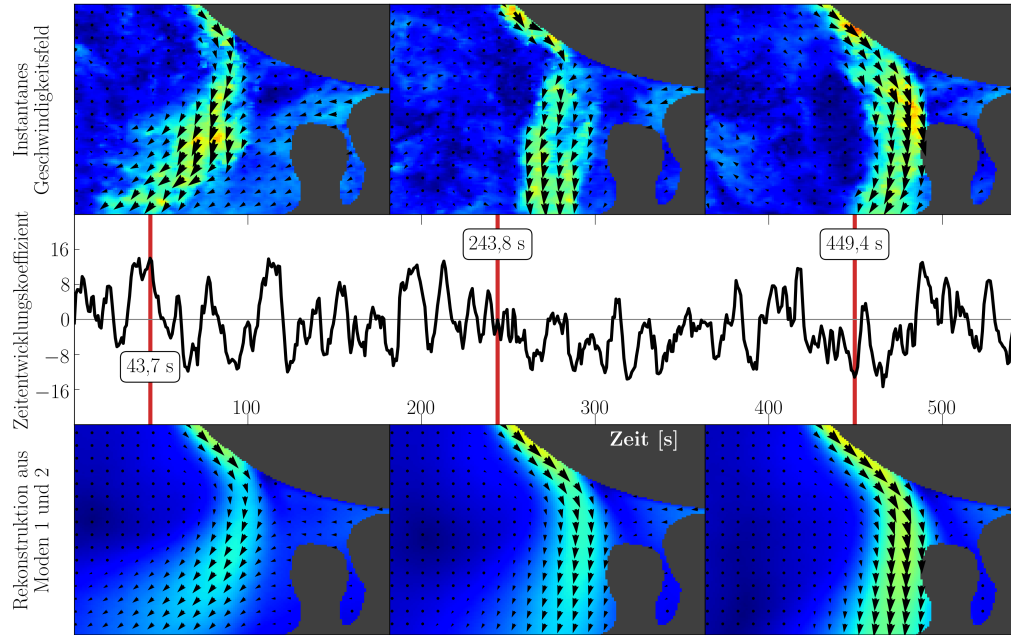 Instantanes
Geschwindigkeitsfeld
Zeitentwicklungskoeffizient
16
8
0
−8
−16
43,7 s
243,8 s
449,4 s
100
200
300
400
500
Zeit [s]
Rekonstruktion aus
Moden 1 und 2